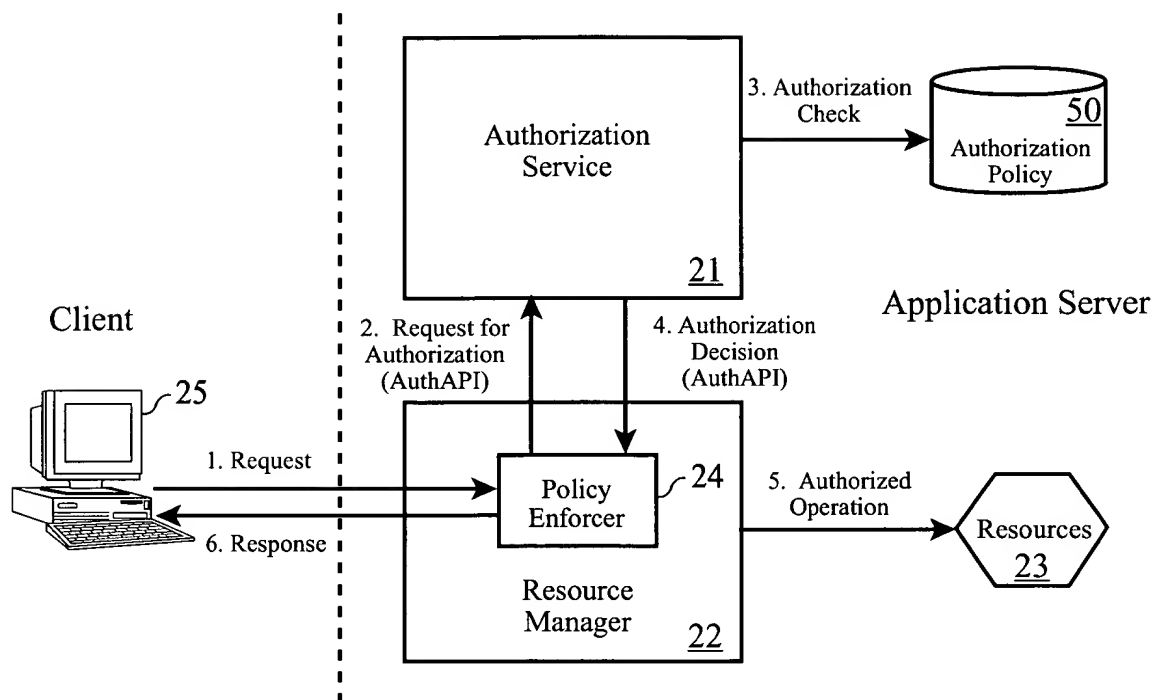 3. Authorization
Check
50
Authorization
Policy
Authorization
Service
21
Application Server
Client
2. Request for
Authorization
(AuthAPI)
4. Authorization
Decision
(AuthAPI)
25
1. Request
6. Response
Policy
Enforcer
24
5. Authorized
Operation
Resources
23
Resource
Manager
22